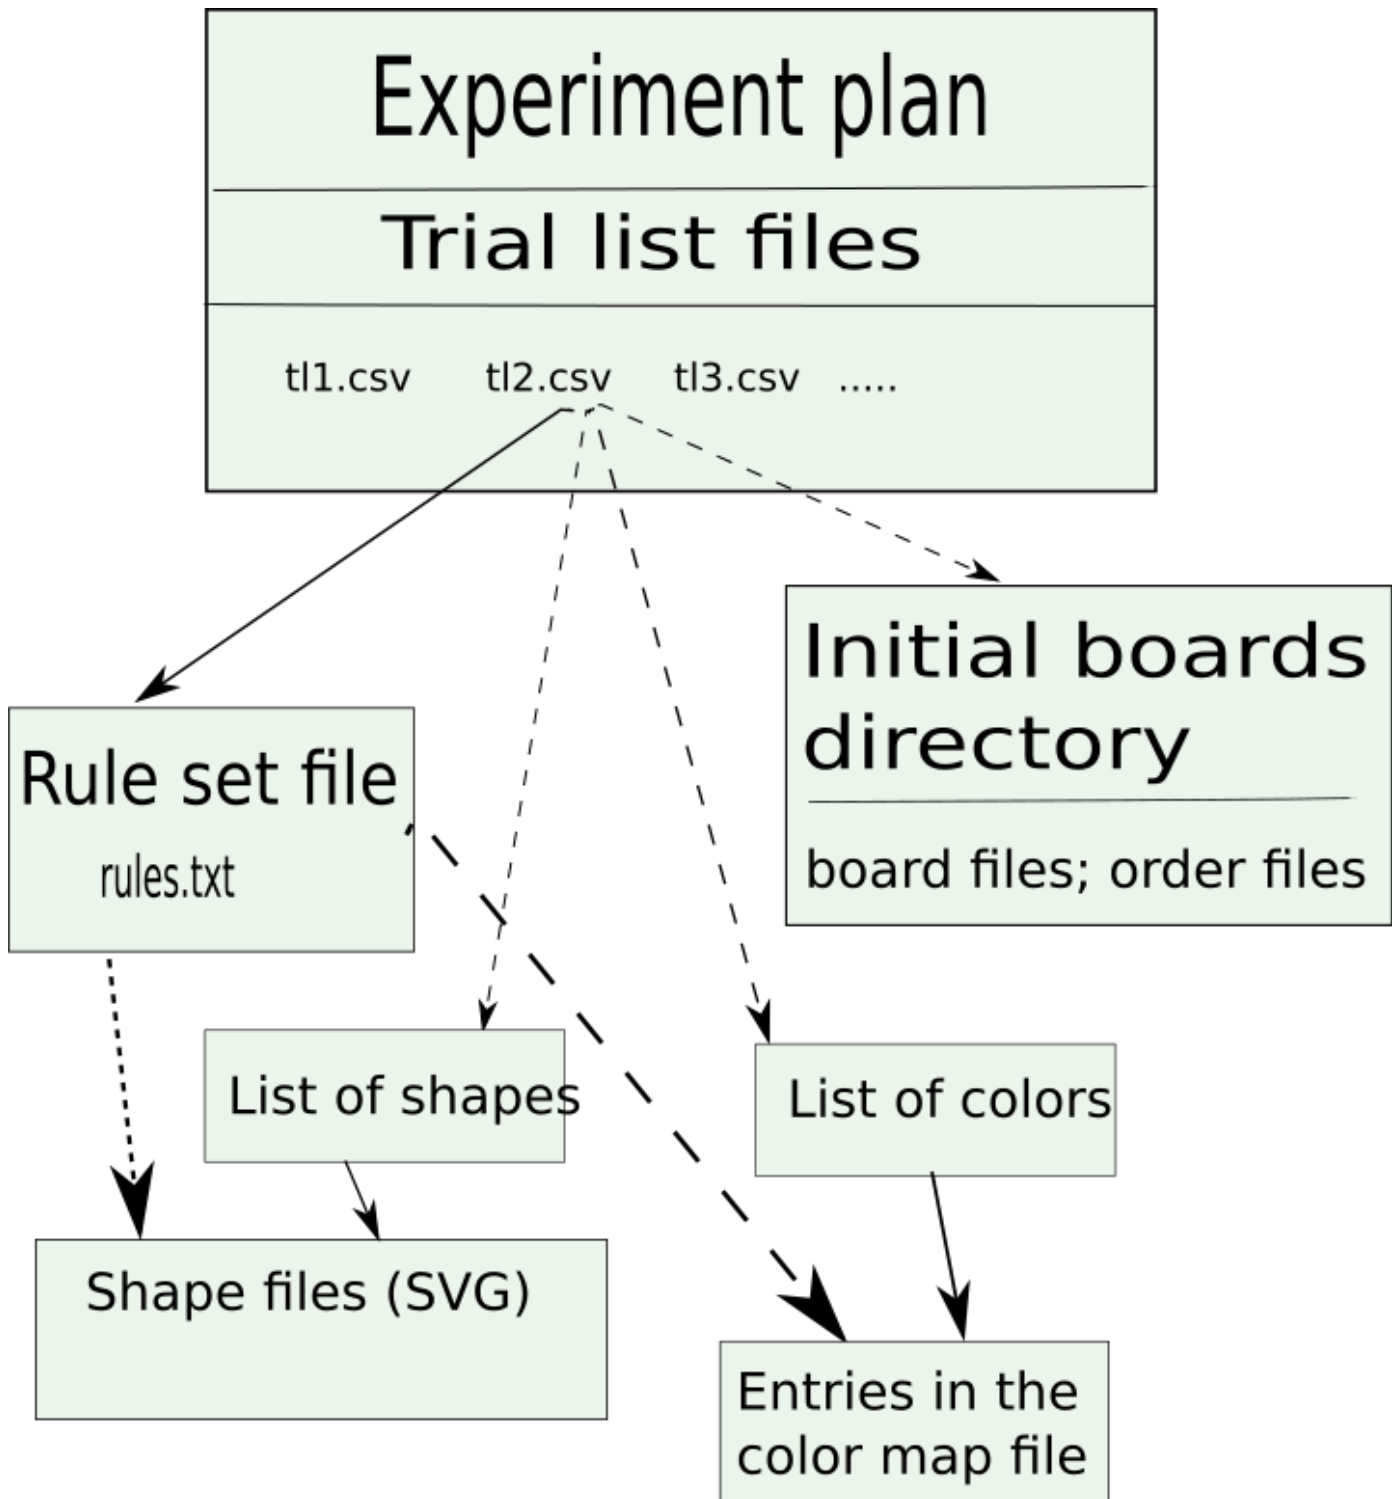 Experiment plan
Trial list files
tl1.csv tl2.csv tl3.csv .....
Initial boards
directory
board files; order files
Rule set file
rules.txt
List of shapes
List of colors
Shape files (SVG)
Entries in the
color map file